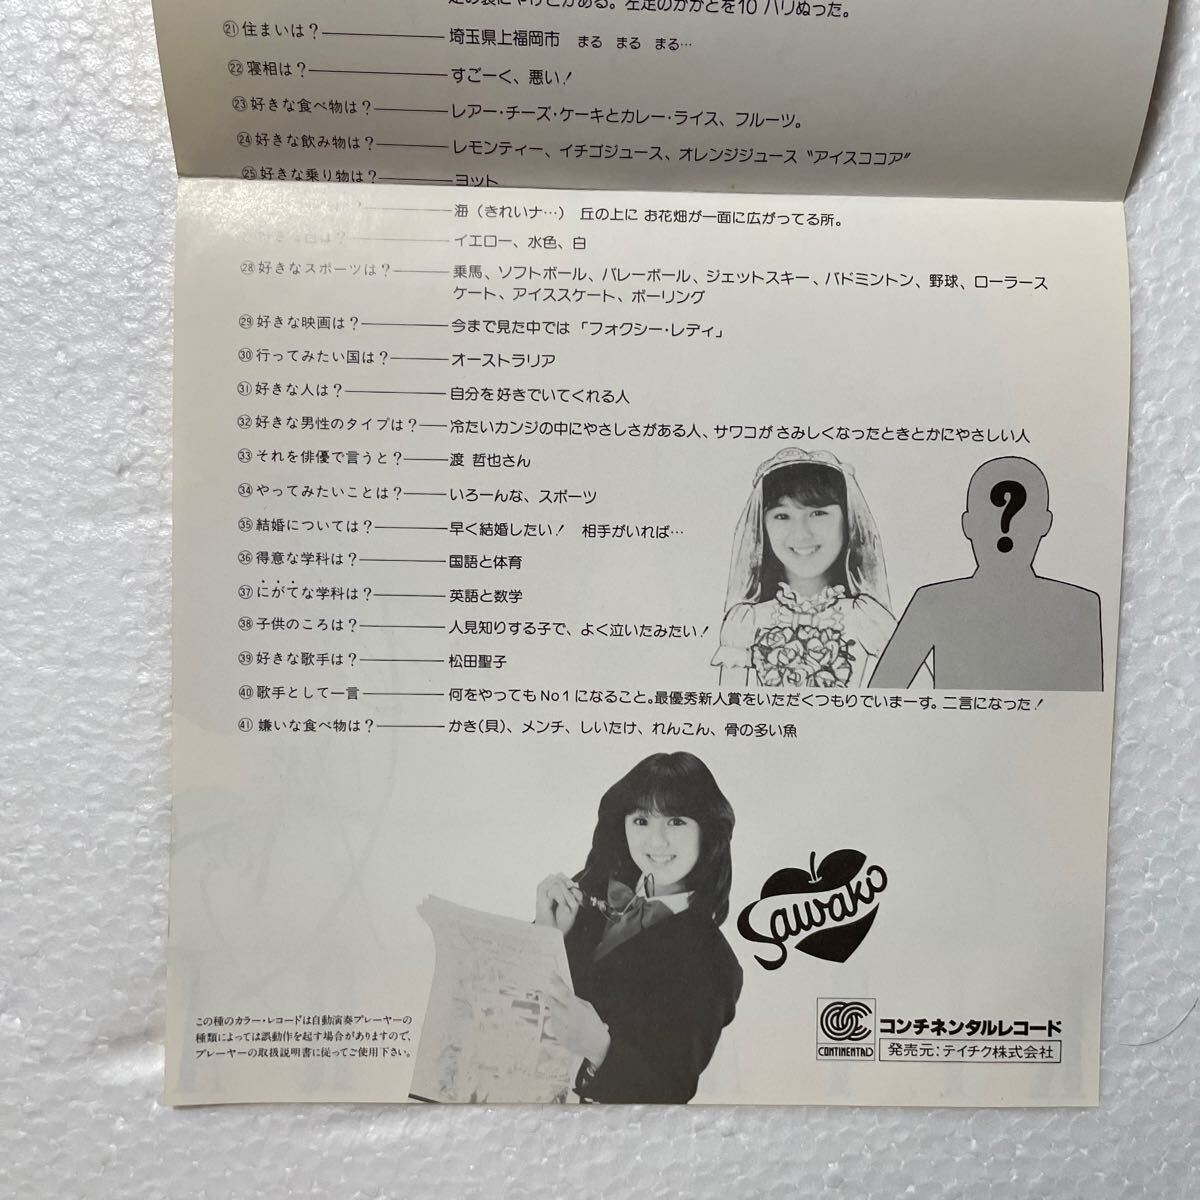 足の裏にやけどがある。左足のかかとを10ハリぬった。
㉑住まいは？ 埼玉県上福岡市　まる　まる　まる…
㉒寝相は？ すごーく、悪い！
㉓好きな食べ物は？ レアー・チーズ・ケーキとカレー・ライス、フルーツ。
㉔好きな飲み物は？ レモンティー、イチゴジュース、オレンジジュース〝アイスココア〟
㉕好きな乗り物は？ ヨット
海（きれいナ…）　丘の上に お花畑が一面に広がってる所。
イエロー、水色、白
㉘好きなスポーツは？ 乗馬、ソフトボール、バレーボール、ジェットスキー、バドミントン、野球、ローラース
ケート、アイススケート、ボーリング
㉙好きな映画は？ 今まで見た中では「フォクシー・レディ」
㉚行ってみたい国は？ オーストラリア
㉛好きな人は？ 自分を好きでいてくれる人
㉜好きな男性のタイプは？ 冷たいカンジの中にやさしさがある人、サワコがさみしくなったときとかにやさしい人
㉝それを俳優で言うと？ 渡 哲也さん
㉞やってみたいことは？ いろーんな、スポーツ
㉟結婚については？ 早く結婚したい！　相手がいれば…
㊱得意な学科は？ 国語と体育
㊲にがてな学科は？ 英語と数学
㊳子供のころは？ 人見知りする子で、よく泣いたみたい！
㊴好きな歌手は？ 松田聖子
㊵歌手として一言 何をやってもNo1になること。最優秀新人賞をいただくつもりでいまーす。二言になった！
㊶嫌いな食べ物は？ かき(貝)、メンチ、しいたけ、れんこん、骨の多い魚
?
Sawako
この種のカラー・レコードは自動演奏プレーヤーの
種類によっては誤動作を起す場合がありますので、
プレーヤーの取扱説明書に従ってご使用下さい。
CONTINENTAL
コンチネンタルレコード
発売元：テイチク株式会社